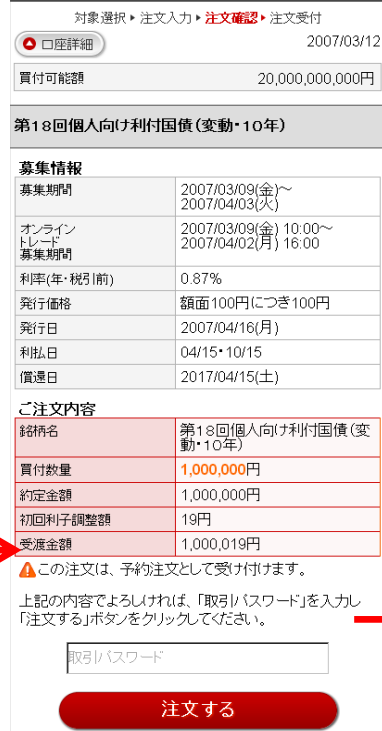 対象選択▶注文入力▶注文確認▶注文受付
口座詳細 2007/03/12
買付可能額 20,000,000,000円
第18回個人向け利付国債(変動・10年)
募集情報
募集期間 2007/03/09(金)～
2007/04/03(火)
オンライン
トレード
募集期間 2007/03/09(金) 10:00～
2007/04/02(月) 16:00
利率(年・税引前) 0.87%
発行価格 額面100円につき100円
発行日 2007/04/16(月)
利払日 04/15・10/15
償還日 2017/04/15(土)
ご注文内容
銘柄名 第18回個人向け利付国債(変
動・10年)
買付数量 1,000,000円
約定金額 1,000,000円
初回利子調整額 19円
受渡金額 1,000,019円
この注文は、予約注文として受け付けます。
上記の内容でよろしければ、「取引パスワード」を入力し
「注文する」ボタンをクリックしてください。
取引パスワード
注文する